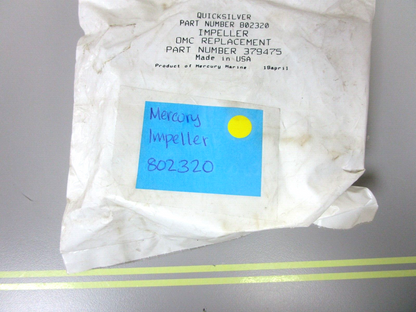 QUICKSILVER
PART NUMBER 802320
IMPELLER
OMC REPLACEMENT
PART NUMBER 379475
Made in USA
Product of Mercury Marine 10april
Mercury
Impeller
802320